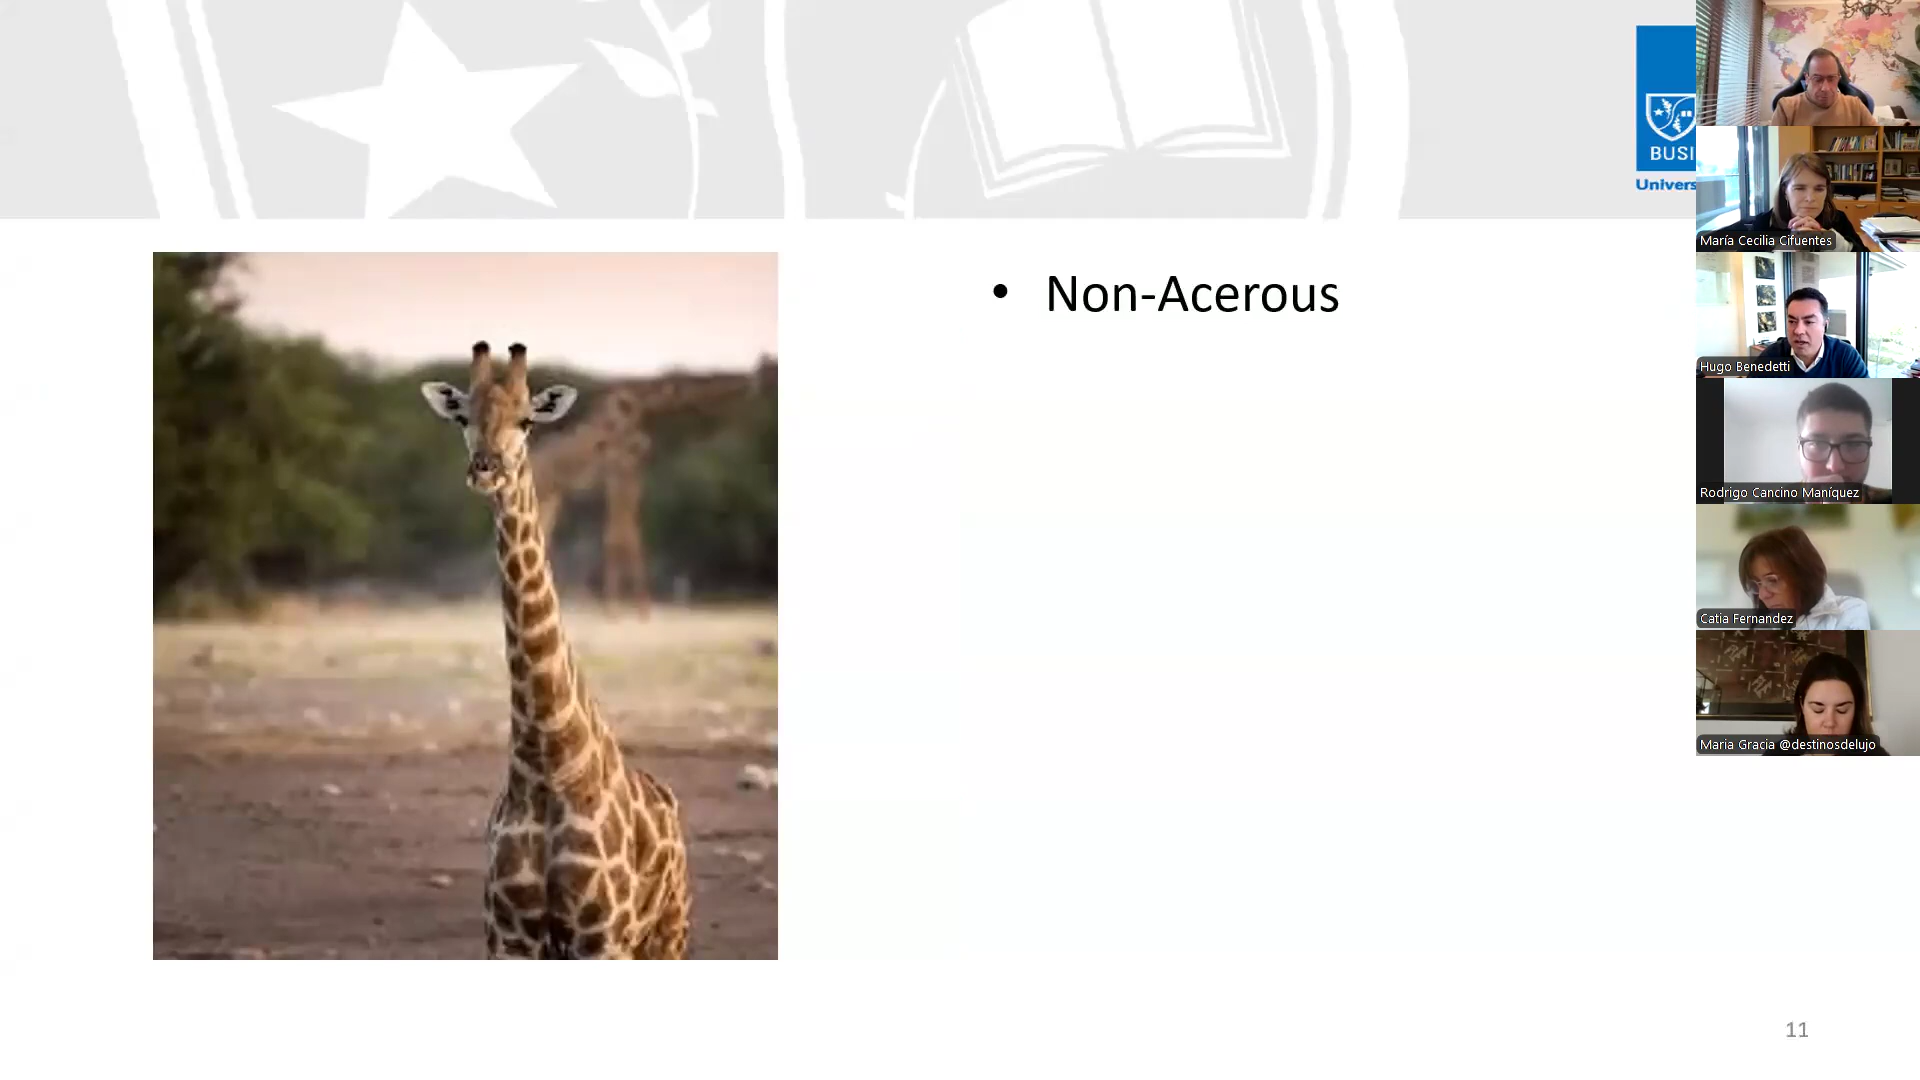 • Non-Acerous
BUSI
Univers
María Cecilia Cifuentes
Hugo Benedetti
Rodrigo Cancino Maníquez
Catia Fernandez
Maria Gracia @destinosdelujo
11